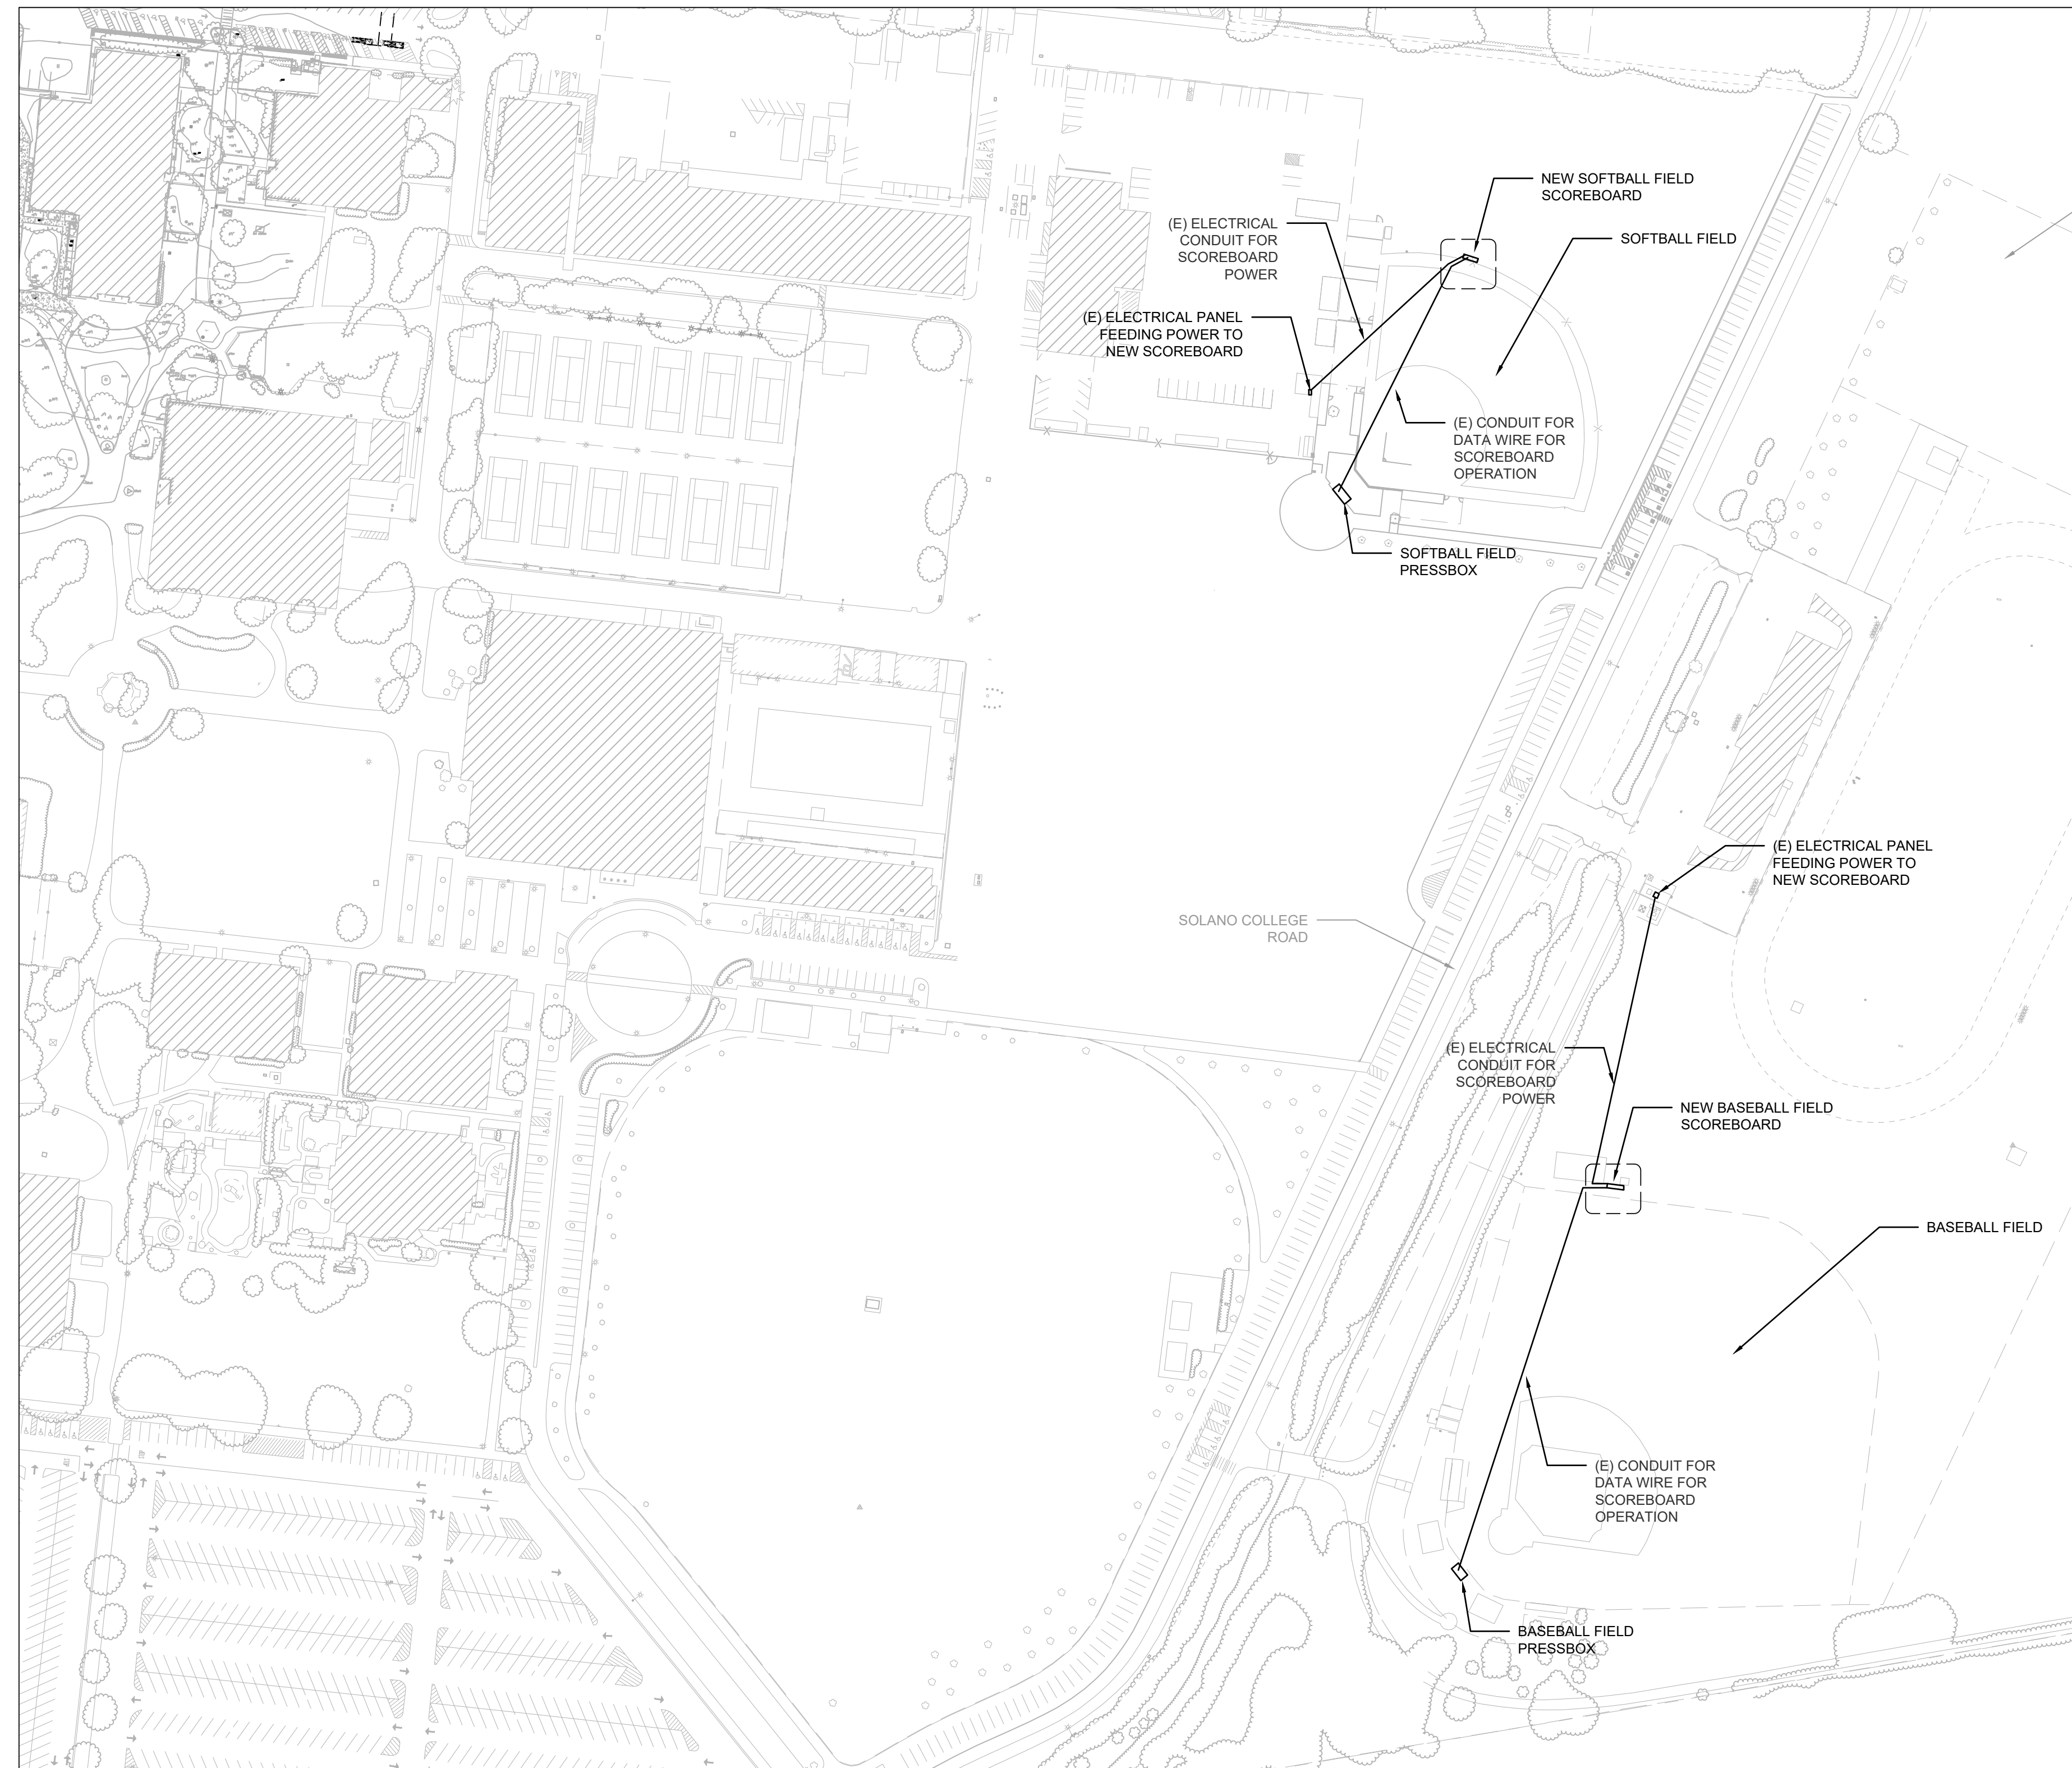 NEW SOFTBALL FIELD
SCOREBOARD
(E) ELECTRICAL
CONDUIT FOR
SCOREBOARD
POWER
SOFTBALL FIELD
(E) ELECTRICAL PANEL
FEEDING POWER TO
NEW SCOREBOARD
(E) CONDUIT FOR
DATA WIRE FOR
SCOREBOARD
OPERATION
SOFTBALL FIELD
PRESSBOX
(E) ELECTRICAL PANEL
FEEDING POWER TO
NEW SCOREBOARD
SOLANO COLLEGE
ROAD
(E) ELECTRICAL
CONDUIT FOR
SCOREBOARD
POWER
NEW BASEBALL FIELD
SCOREBOARD
BASEBALL FIELD
(E) CONDUIT FOR
DATA WIRE FOR
SCOREBOARD
OPERATION
BASEBALL FIELD
PRESSBOX